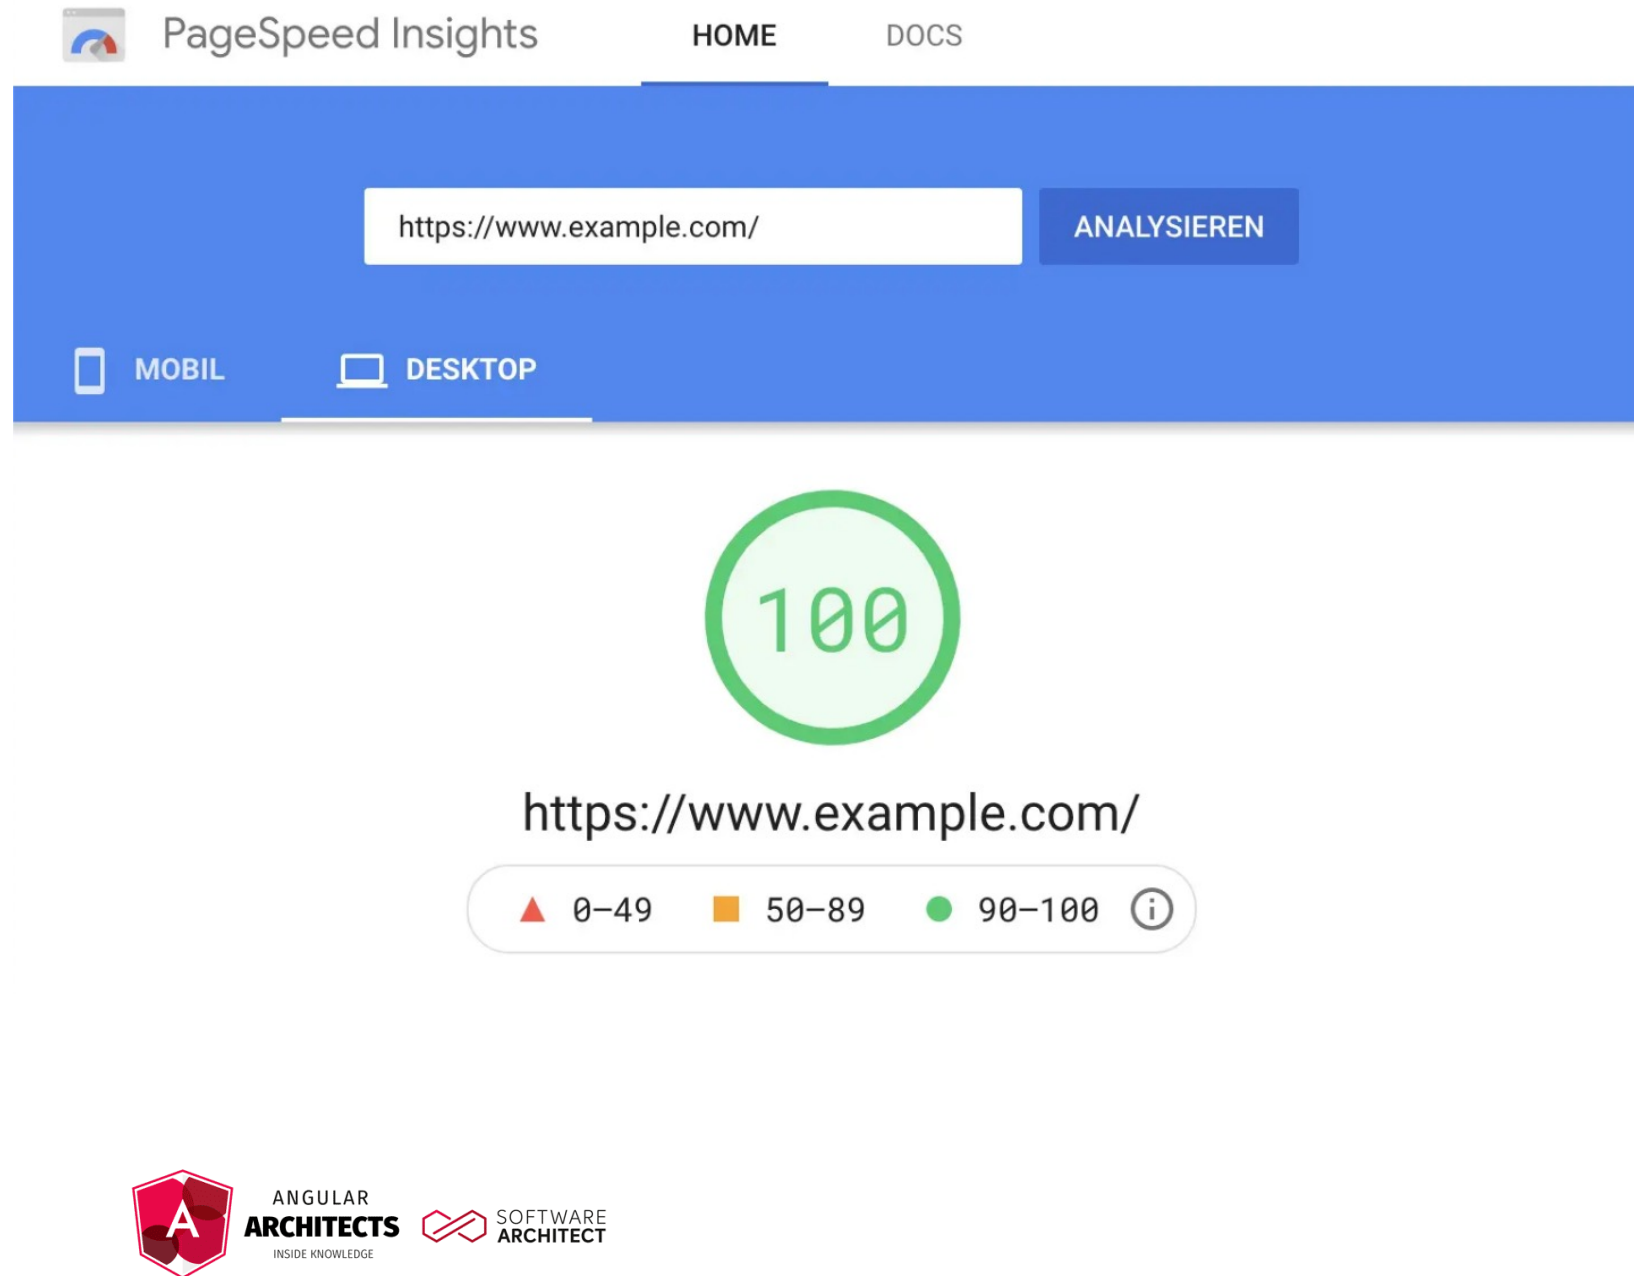 PageSpeed Insights HOME DOCS
https://www.example.com/ ANALYSIEREN
MOBIL DESKTOP
100
https://www.example.com/
0–49 50–89 90–100
ANGULAR
ARCHITECTS
INSIDE KNOWLEDGE
SOFTWARE
ARCHITECT